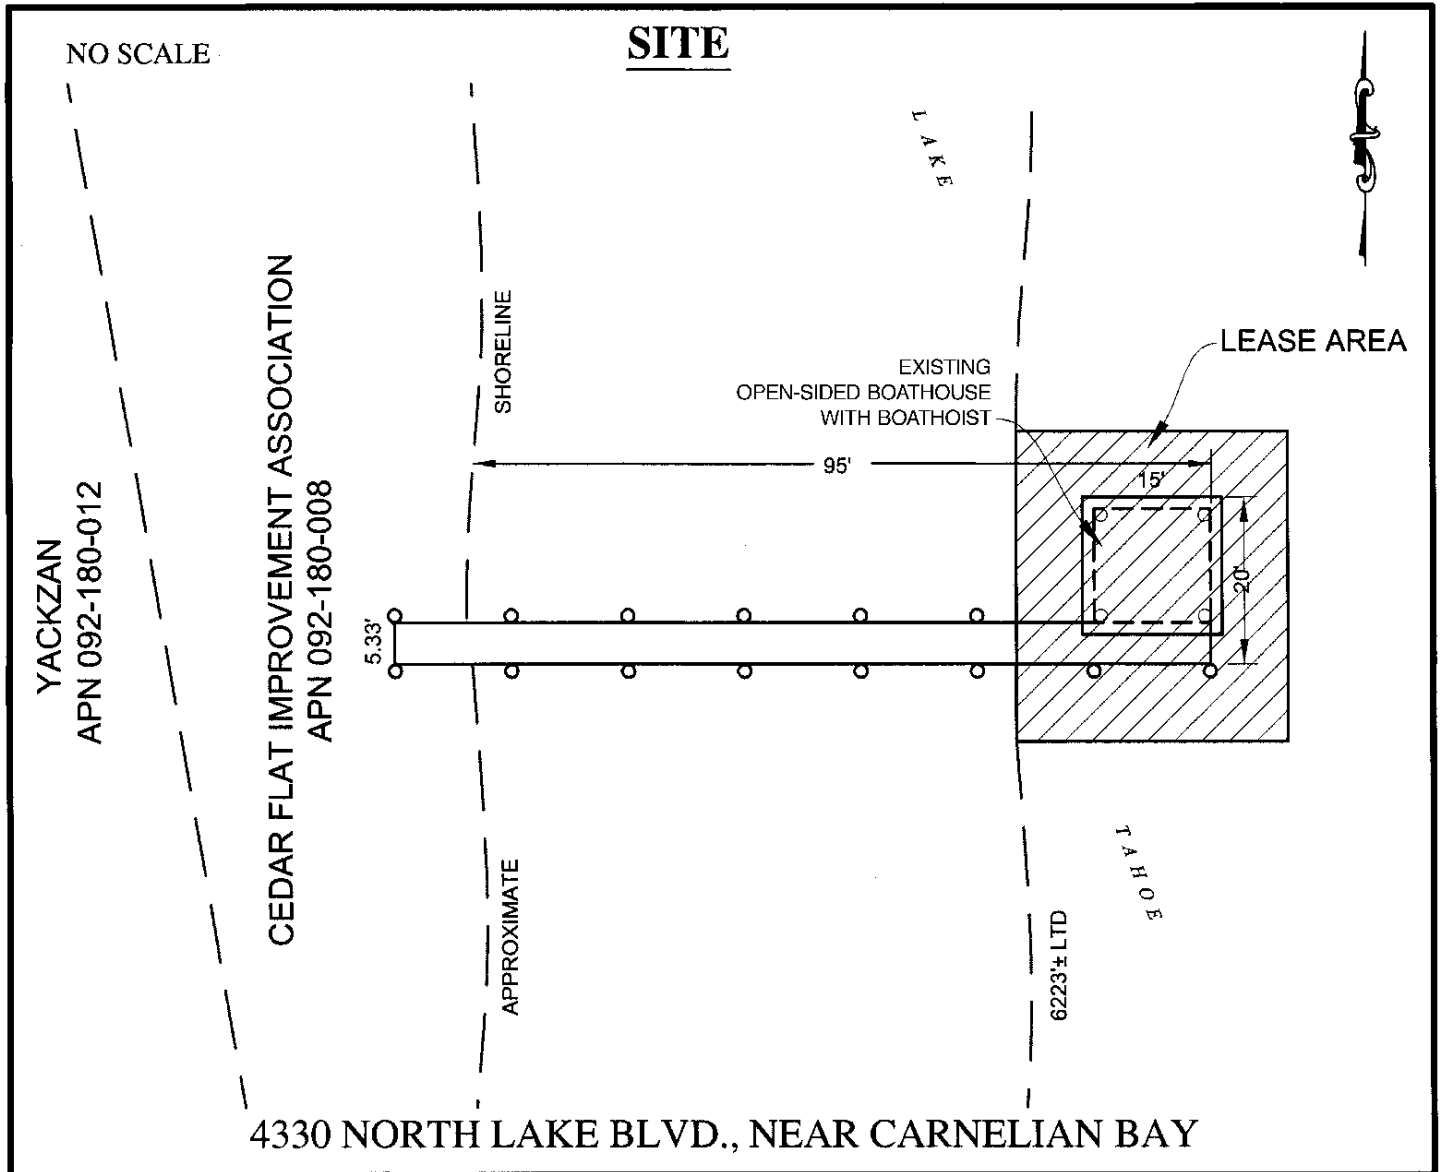 SITE
NO SCALE
LAKE
LEASE AREA
EXISTING
OPEN-SIDED BOATHOUSE
WITH BOATHOIST
SHORELINE
95'
15'
20'
5.33'
YACKZAN
APN 092-180-012
CEDAR FLAT IMPROVEMENT ASSOCIATION
APN 092-180-008
APPROXIMATE
TAHOE
6223'± LTD
4330 NORTH LAKE BLVD., NEAR CARNELIAN BAY